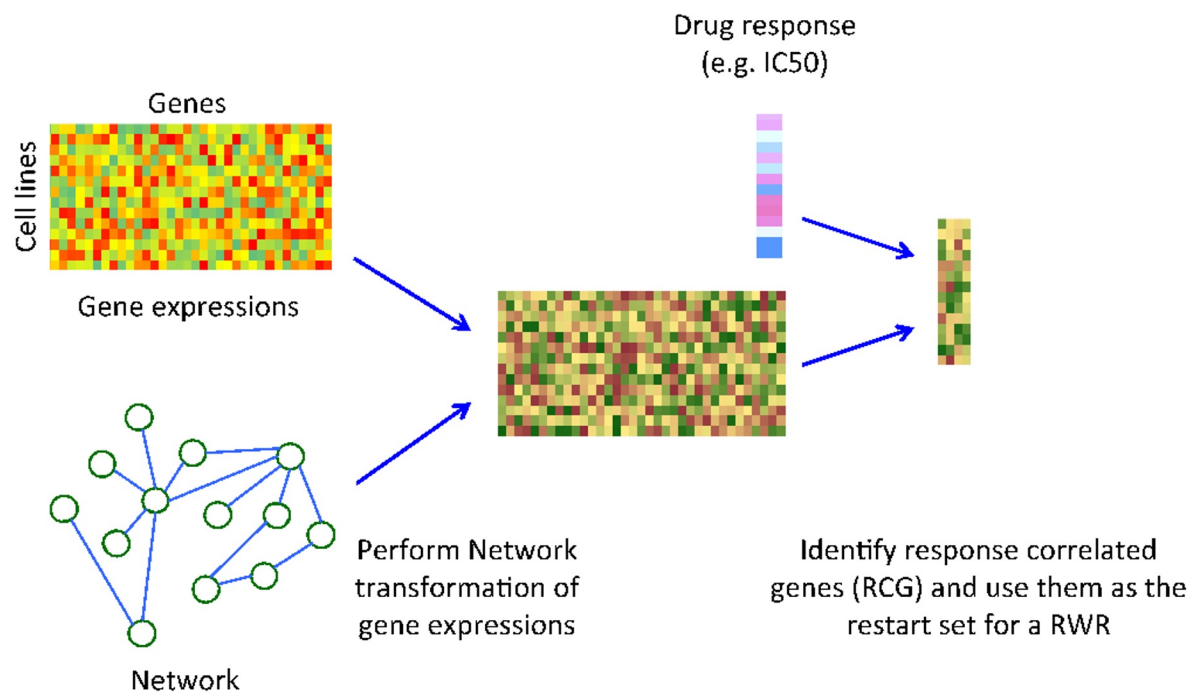 Drug response
(e.g. IC50)
Genes
Cell lines
Gene expressions
Perform Network
transformation of
gene expressions
Identify response correlated
genes (RCG) and use them as the
restart set for a RWR
Network